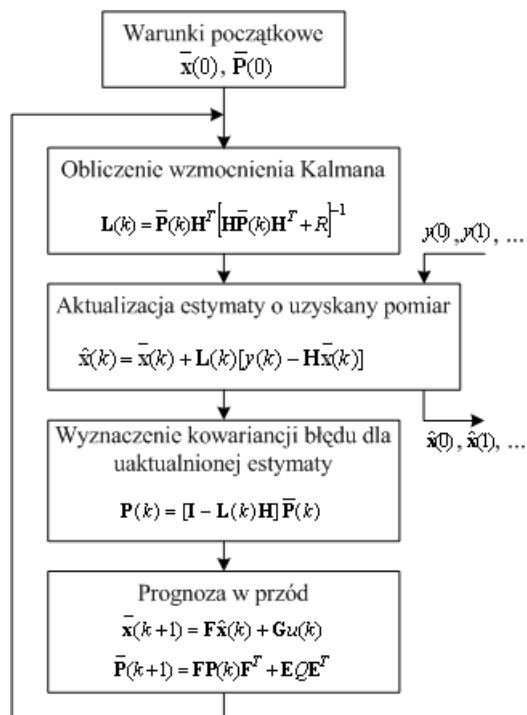 Warunki początkowe
x̄(0), P̄(0)
Obliczenie wzmocnienia Kalmana
L(k) = P̄(k)Hᵀ[HP̄(k)Hᵀ + R]⁻¹
y(0), y(1), ...
Aktualizacja estymaty o uzyskany pomiar
x̂(k) = x̄(k) + L(k)[y(k) − Hx̄(k)]
x̂(0), x̂(1), ...
Wyznaczenie kowariancji błędu dla
uaktualnionej estymaty
P(k) = [I − L(k)H]P̄(k)
Prognoza w przód
x̄(k+1) = Fx̂(k) + Gu(k)
P̄(k+1) = FP(k)Fᵀ + EQEᵀ